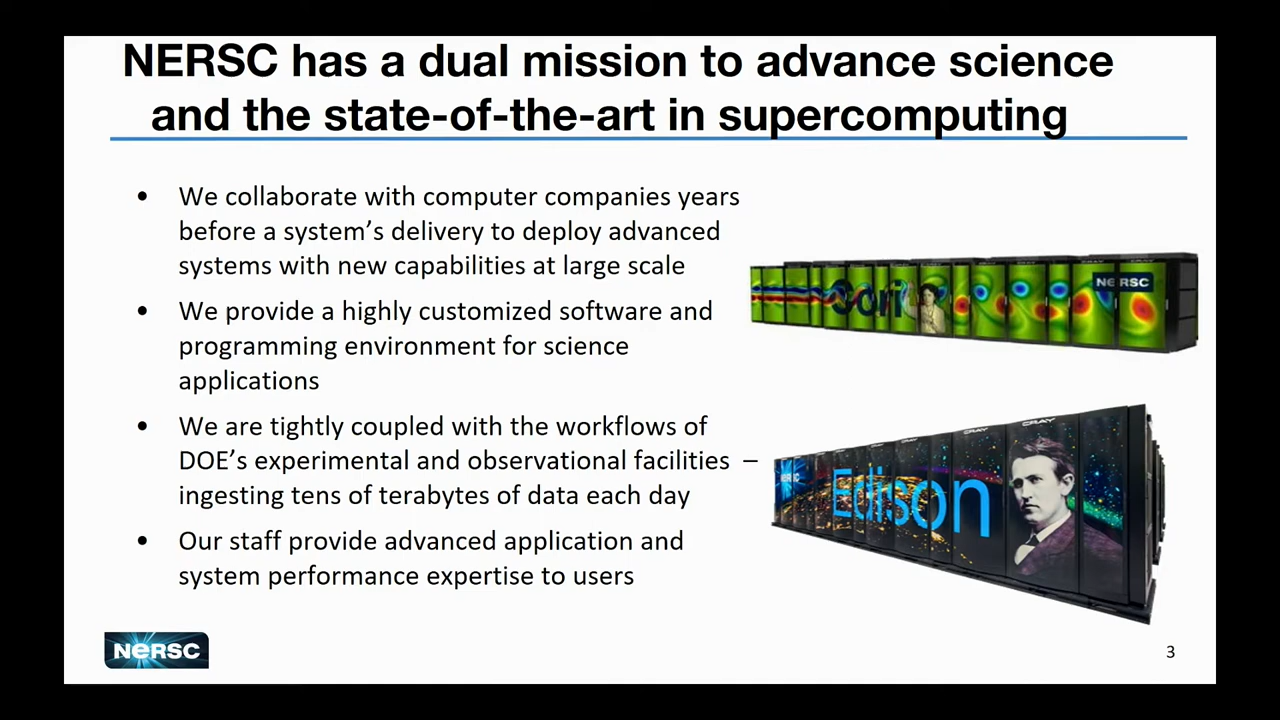 NERSC has a dual mission to advance science
and the state-of-the-art in supercomputing
• We collaborate with computer companies years
before a system’s delivery to deploy advanced
systems with new capabilities at large scale
• We provide a highly customized software and
programming environment for science
applications
• We are tightly coupled with the workflows of
DOE’s experimental and observational facilities –
ingesting tens of terabytes of data each day
• Our staff provide advanced application and
system performance expertise to users
Cori
NERSC
CRAY
CRAY
Edison
NERSC
NERSC
3